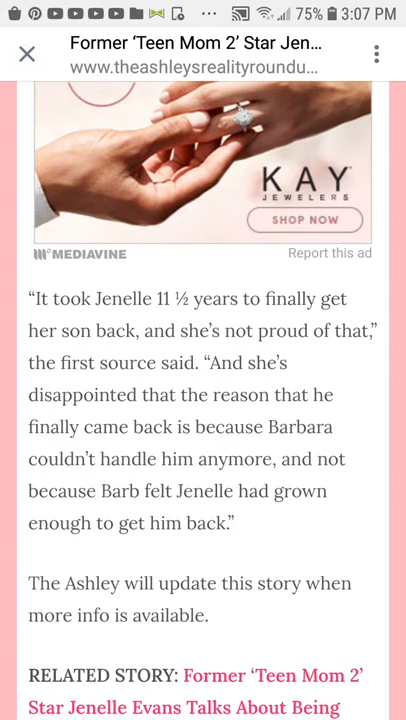 75% 3:07 PM
Former ‘Teen Mom 2’ Star Jen...
www.theashleysrealityroundu...
KAY
JEWELERS
SHOP NOW
MEDIAVINE
Report this ad
“It took Jenelle 11 ½ years to finally get
her son back, and she’s not proud of that,”
the first source said. “And she’s
disappointed that the reason that he
finally came back is because Barbara
couldn’t handle him anymore, and not
because Barb felt Jenelle had grown
enough to get him back.”
The Ashley will update this story when
more info is available.
RELATED STORY: Former ‘Teen Mom 2’
Star Jenelle Evans Talks About Being